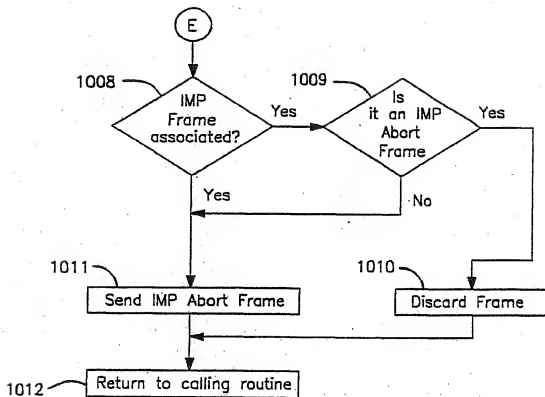 E
1008
IMP
Frame
associated?
Yes
1009
Is
it an IMP
Abort
Frame
Yes
Yes
No
1011
Send IMP Abort Frame
1010
Discard Frame
1012
Return to calling routine